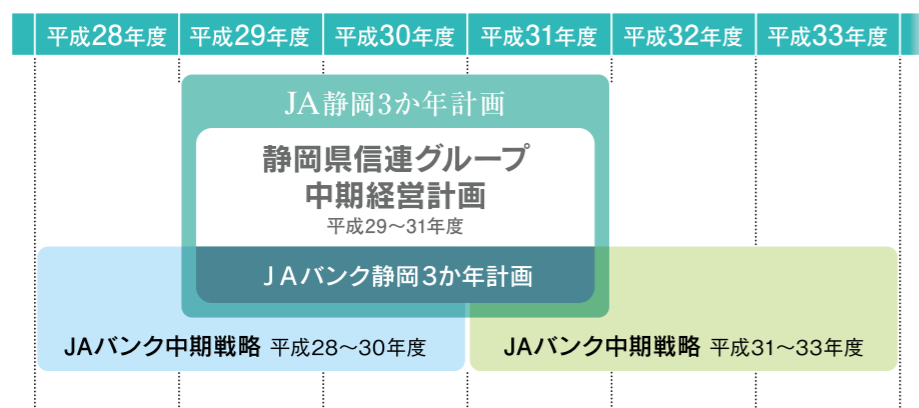 平成28年度 平成29年度 平成30年度 平成31年度 平成32年度 平成33年度
JA静岡3か年計画
静岡県信連グループ
中期経営計画
平成29〜31年度
JAバンク静岡3か年計画
JAバンク中期戦略 平成28〜30年度
JAバンク中期戦略 平成31〜33年度